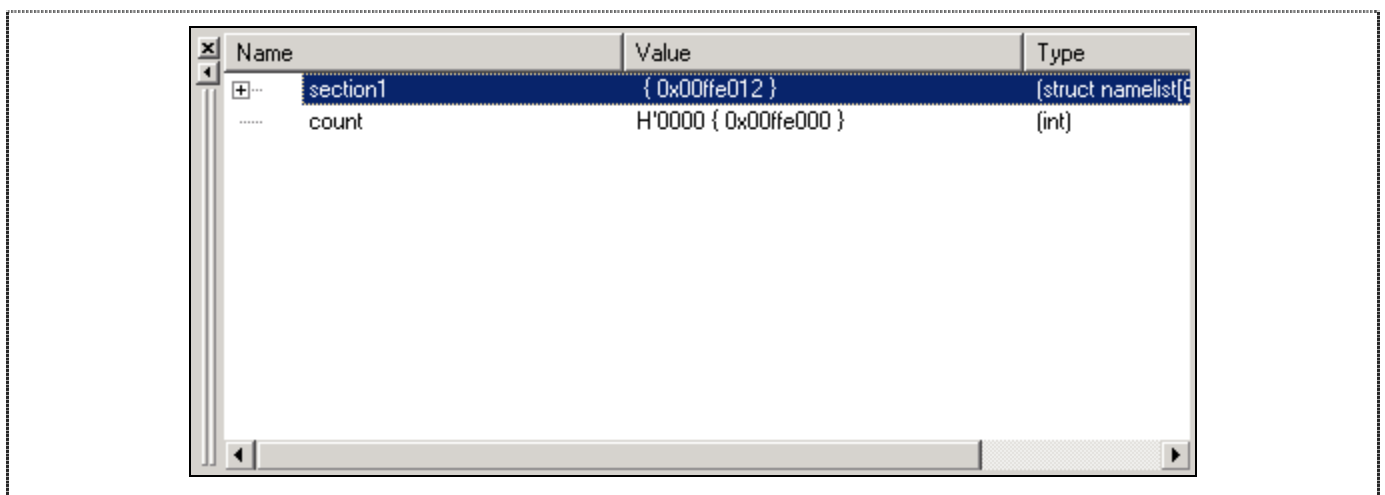 Name Value Type
section1 { 0x00ffe012 } (struct namelist[
count H'0000 { 0x00ffe000 } (int)